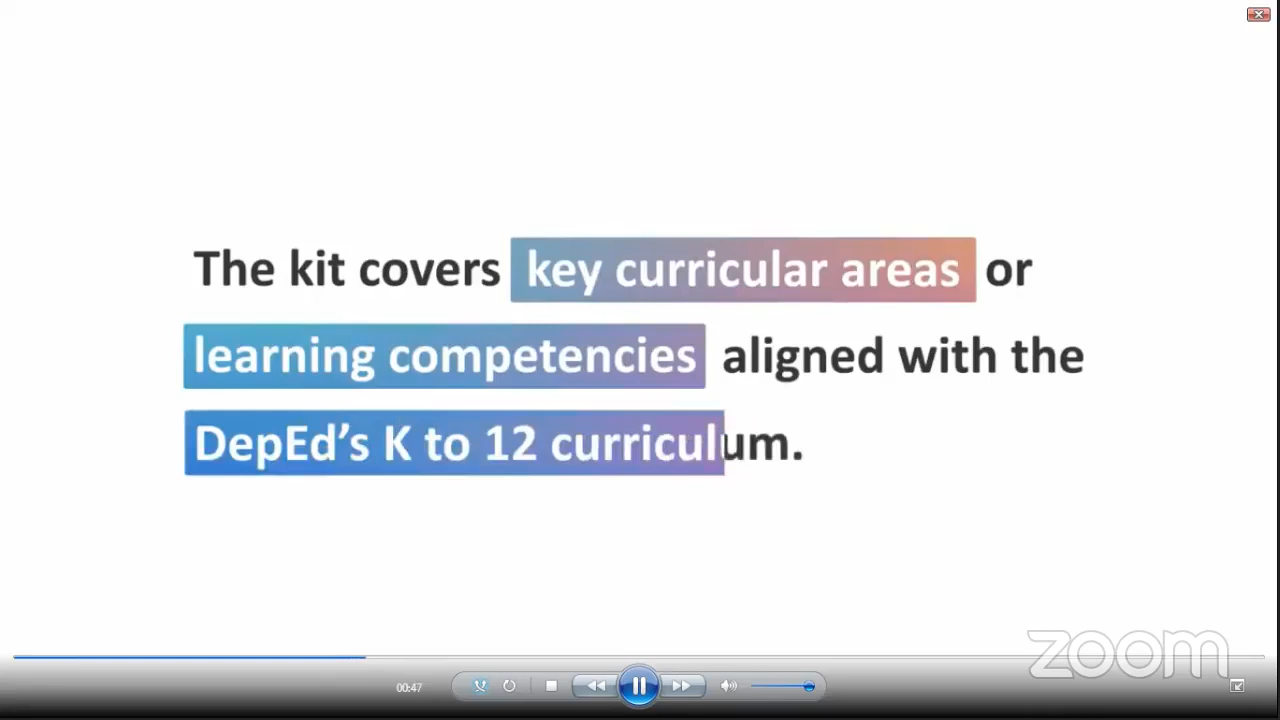 The kit covers key curricular areas or
learning competencies aligned with the
DepEd's K to 12 curriculum.
zoom
00:47